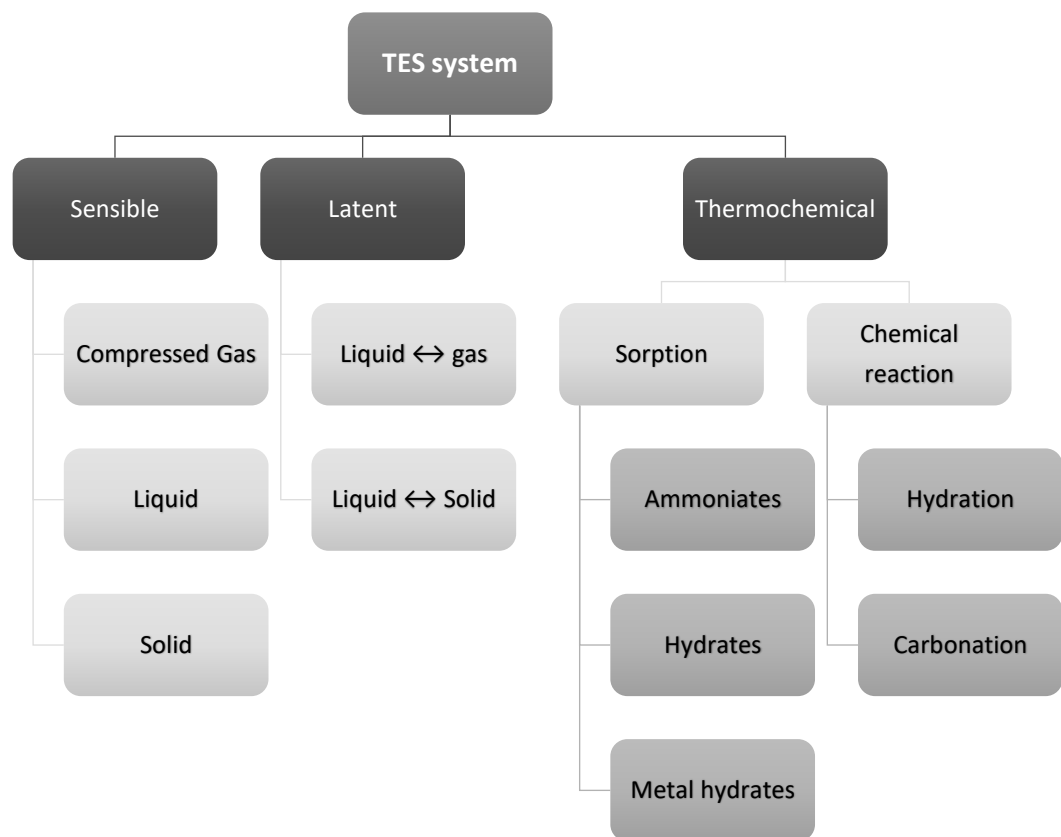 TES system
Sensible
Latent
Thermochemical
Compressed Gas
Liquid ↔ gas
Sorption
Chemical
reaction
Liquid
Liquid ↔ Solid
Ammoniates
Hydration
Solid
Hydrates
Carbonation
Metal hydrates